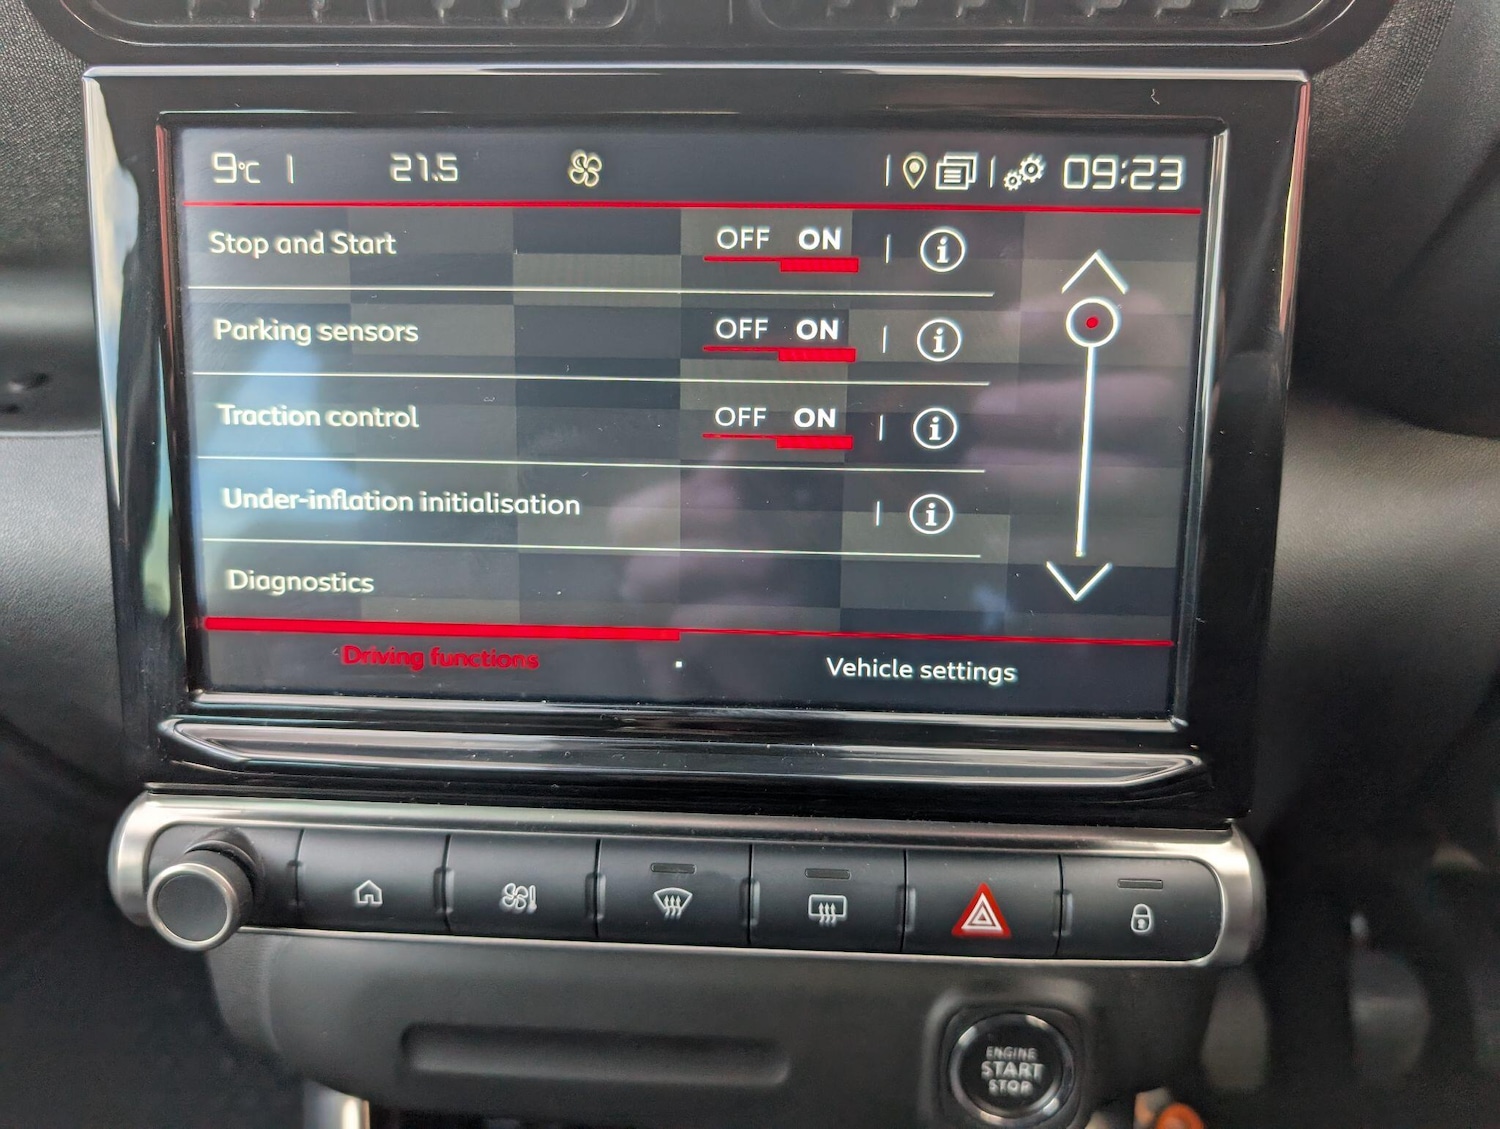 9°C | 21.5 09:23
Stop and Start OFF ON
Parking sensors OFF ON
Traction control OFF ON
Under-inflation initialisation
Diagnostics
Driving functions Vehicle settings
ENGINE
START
STOP